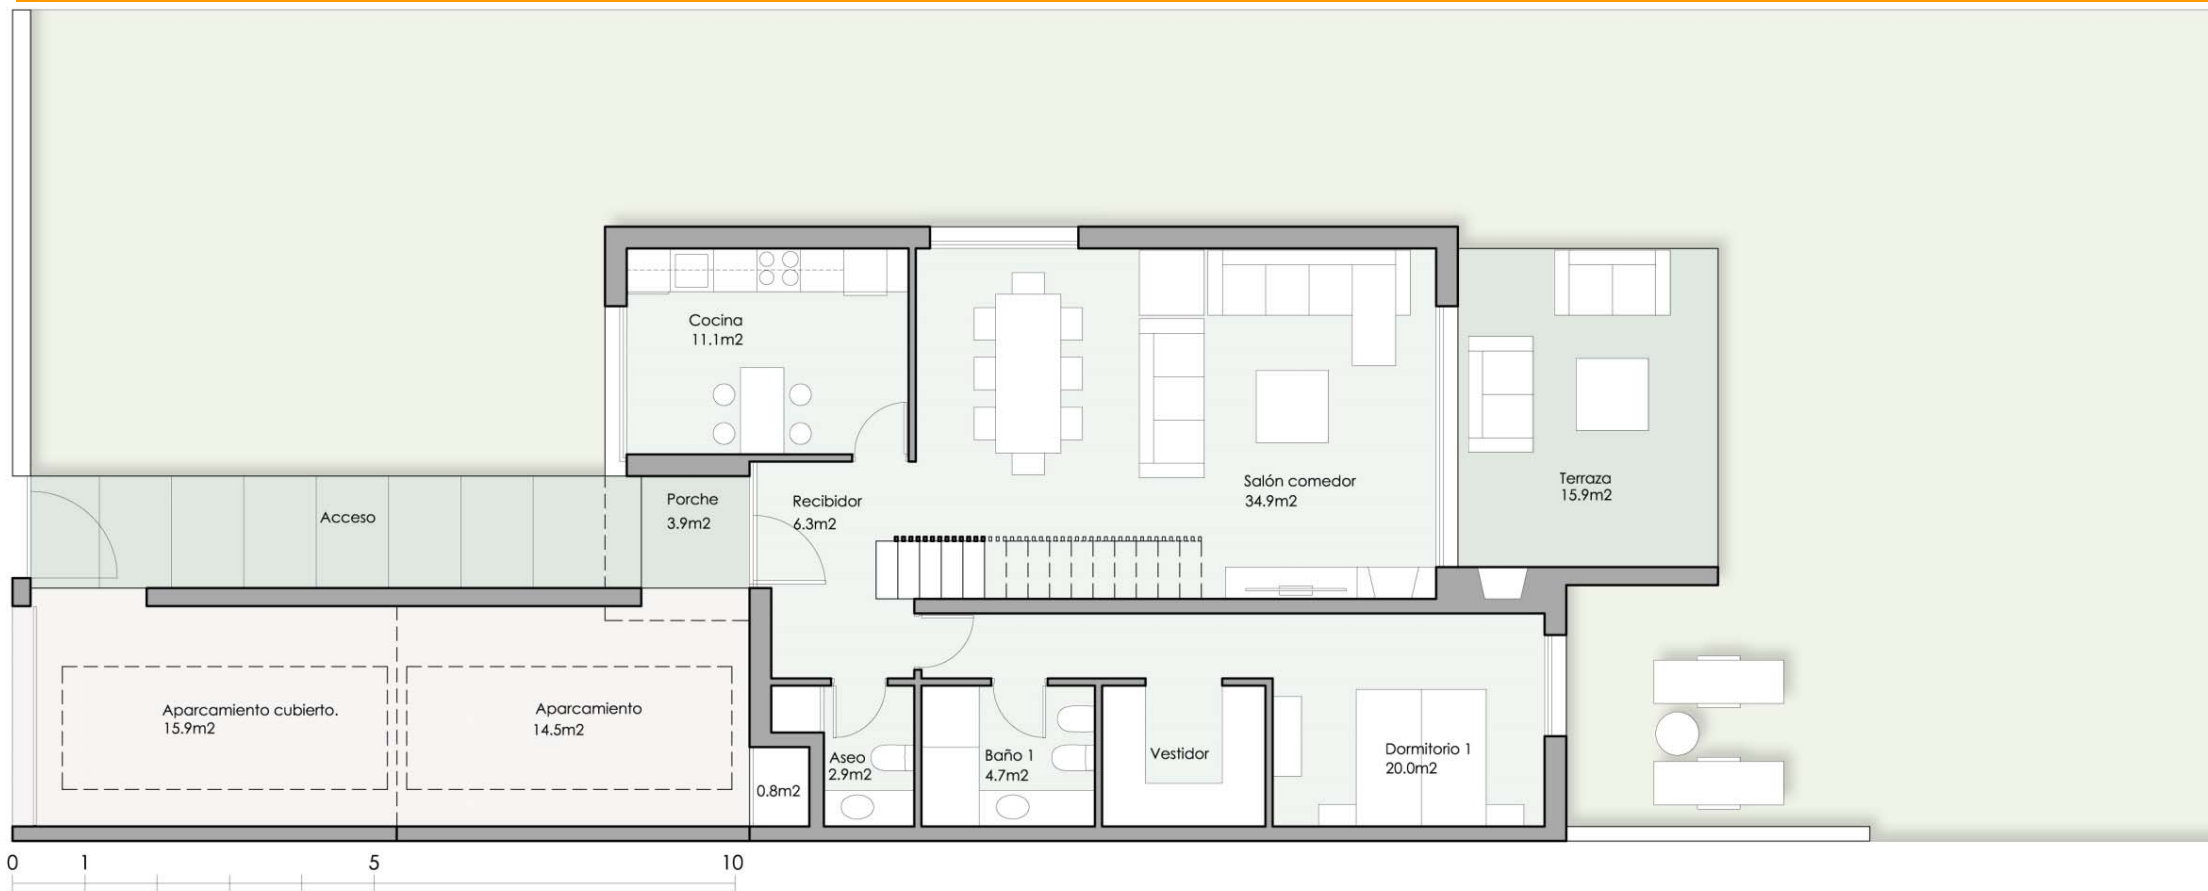 Cocina
11.1m2
Salón comedor
34.9m2
Terraza
15.9m2
Acceso
Porche
3.9m2
Recibidor
6.3m2
Aparcamiento cubierto.
15.9m2
Aparcamiento
14.5m2
0.8m2
Aseo
2.9m2
Baño 1
4.7m2
Vestidor
Dormitorio 1
20.0m2
0 1 5 10